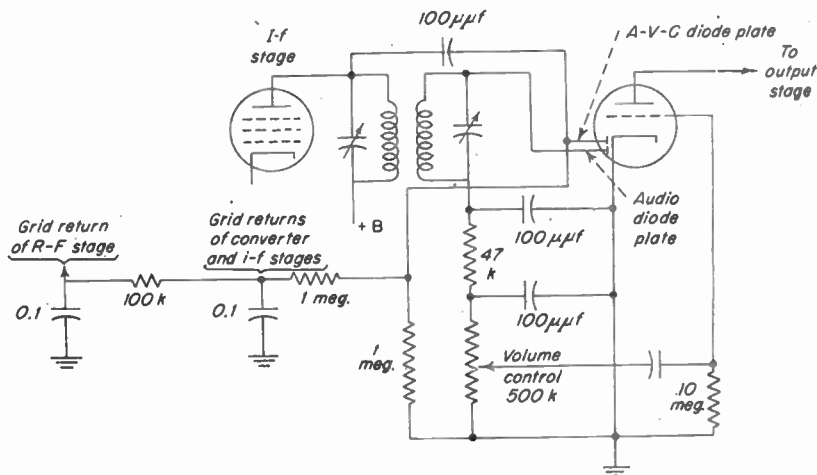 100μμf
I-f
stage
A-V-C diode plate
To
output
stage
+ B
Audio
diode
plate
100μμf
47
k
Grid return
of R-F stage
Grid returns
of converter
and i-f stages
100 k
1 meg.
0.1
0.1
100μμf
1
meg.
Volume
control
500 k
.10
meg.